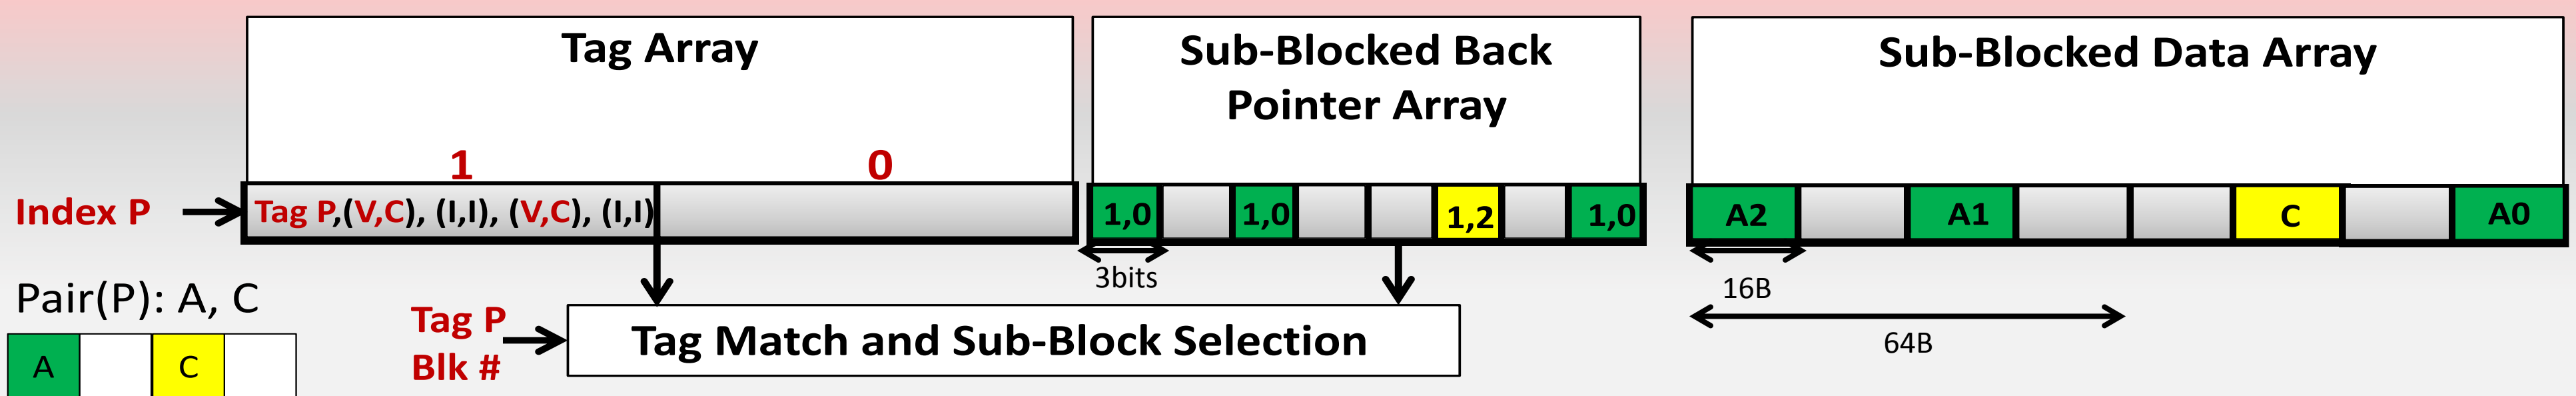 Tag Array
Sub-Blocked Back
Pointer Array
Sub-Blocked Data Array
1
0
Index P
Tag P,(V,C), (I,I), (V,C), (I,I)
1,0
1,0
1,2
1,0
A2
A1
C
A0
3bits
16B
64B
Pair(P): A, C
A
C
Tag P
Blk #
Tag Match and Sub-Block Selection